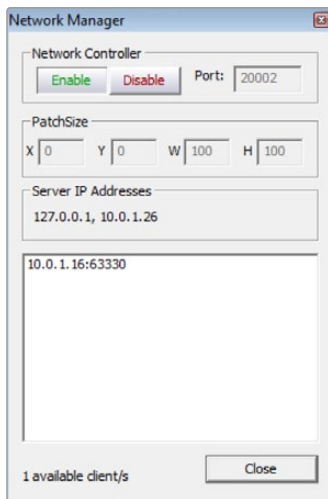 Network Manager
Network Controller
Enable Disable Port: 20002
PatchSize
X 0 Y 0 W 100 H 100
Server IP Addresses
127.0.0.1, 10.0.1.26
10.0.1.16:63330
1 available client/s
Close